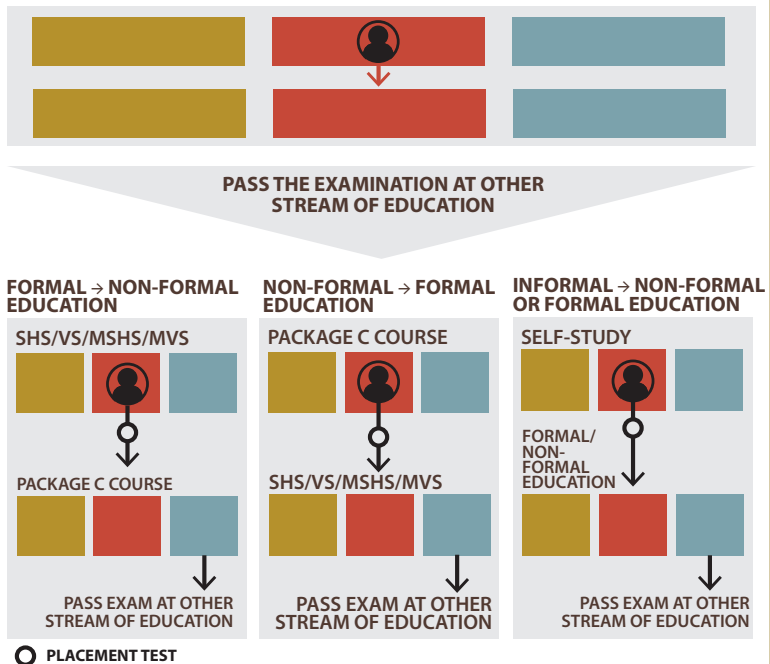 PASS THE EXAMINATION AT OTHER
STREAM OF EDUCATION
FORMAL → NON-FORMAL
EDUCATION
SHS/VS/MSHS/MVS
PACKAGE C COURSE
PASS EXAM AT OTHER
STREAM OF EDUCATION
NON-FORMAL → FORMAL
EDUCATION
PACKAGE C COURSE
SHS/VS/MSHS/MVS
PASS EXAM AT OTHER
STREAM OF EDUCATION
INFORMAL → NON-FORMAL
OR FORMAL EDUCATION
SELF-STUDY
FORMAL/
NON-
FORMAL
EDUCATION
PASS EXAM AT OTHER
STREAM OF EDUCATION
PLACEMENT TEST